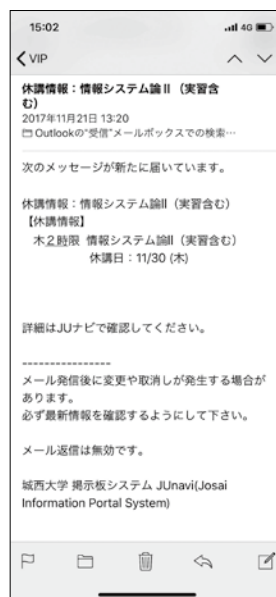 15:02
4G
VIP
休講情報：情報システム論Ⅱ（実習含
む）
2017年11月21日 13:20
Outlookの"受信"メールボックスでの検索…
次のメッセージが新たに届いています。
休講情報：情報システム論Ⅱ（実習含む）
【休講情報】
木２時限 情報システム論Ⅱ（実習含む）
休講日：11/30 (木)
詳細はJUナビで確認してください。
---------------
メール発信後に変更や取消しが発生する場合が
あります。
必ず最新情報を確認するようにして下さい。
メール返信は無効です。
城西大学 掲示板システム JUnavi(Josai
Information Portal System)